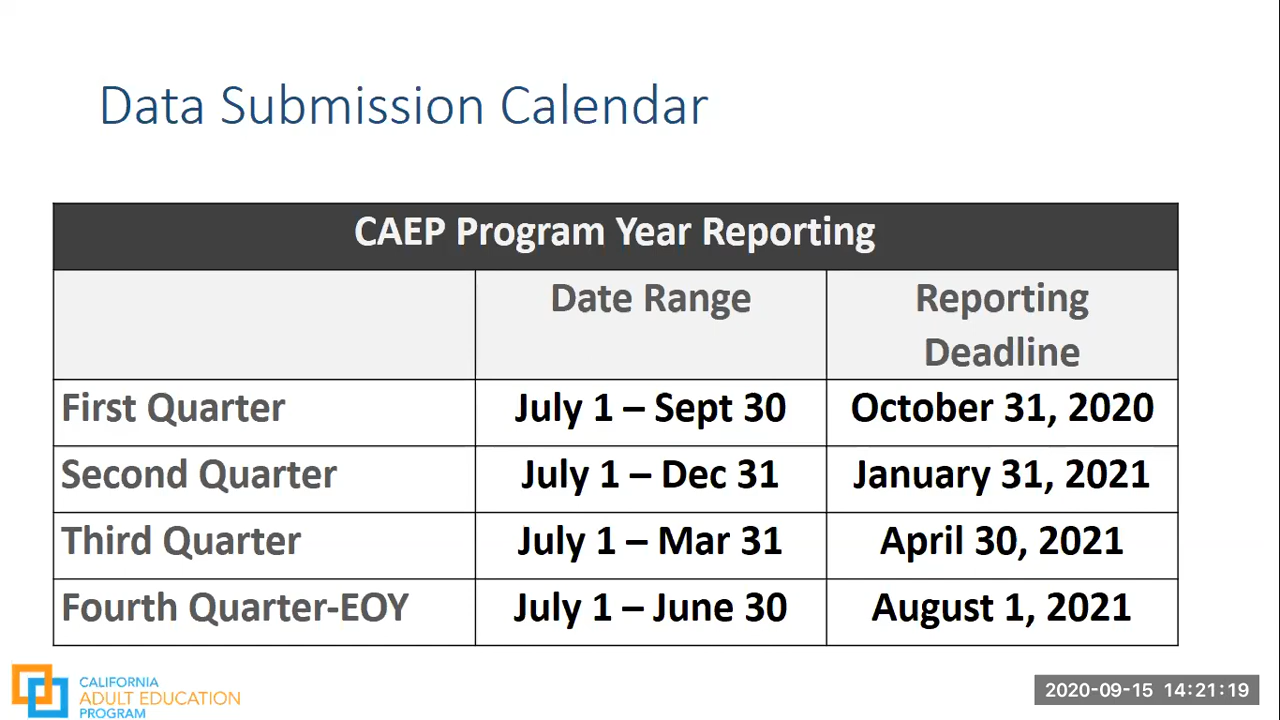 Data Submission Calendar
CAEP Program Year Reporting
Date Range
Reporting
Deadline
First Quarter July 1 – Sept 30 October 31, 2020
Second Quarter July 1 – Dec 31 January 31, 2021
Third Quarter July 1 – Mar 31 April 30, 2021
Fourth Quarter-EOY July 1 – June 30 August 1, 2021
CALIFORNIA
ADULT EDUCATION
PROGRAM
2020-09-15 14:21:19